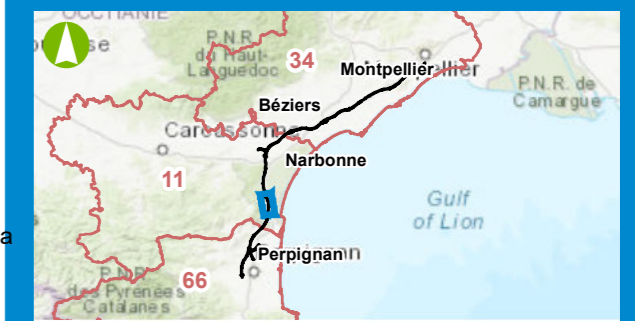 OCCITANIE
P.N.R.
du Haut-
Languedoc
34
Montpellier
Béziers
P.N.R. de
Camargue
Carcassonne
Narbonne
11
Gulf
of Lion
a
Perpignan
66
P.N.R.
des Pyrénées
Catalanes